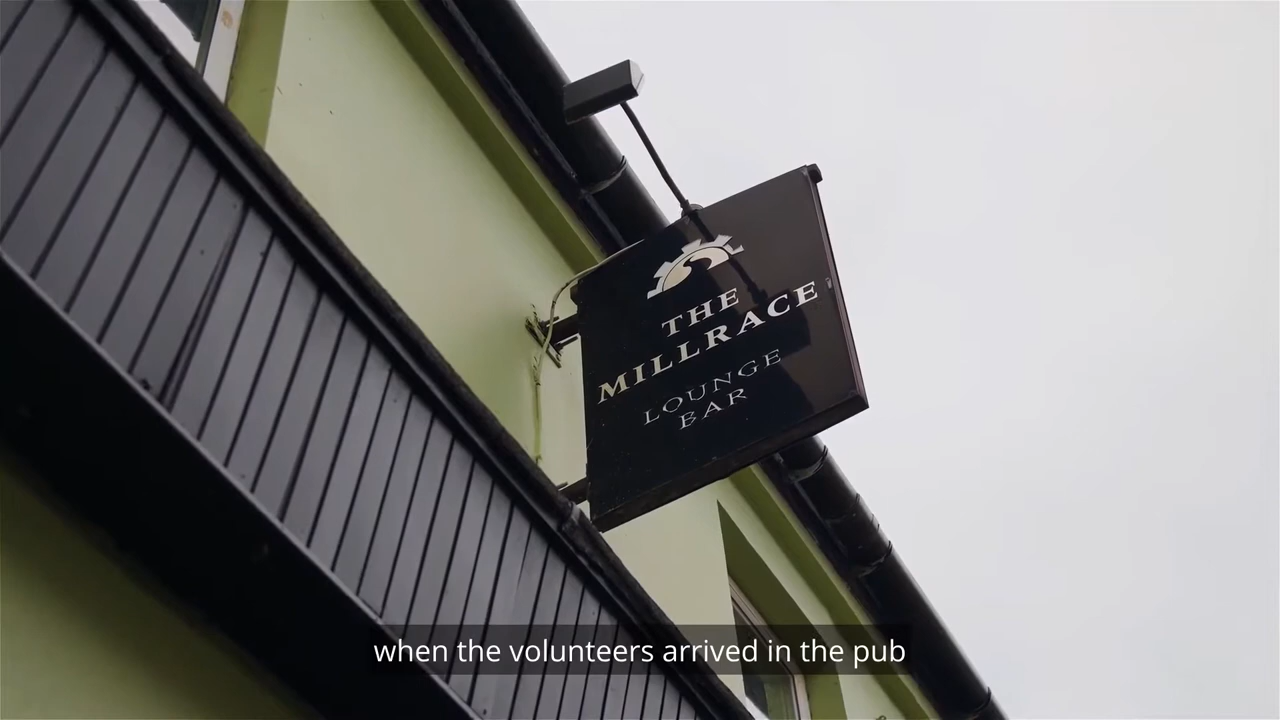 THE
MILLRACE
LOUNGE
BAR
when the volunteers arrived in the pub